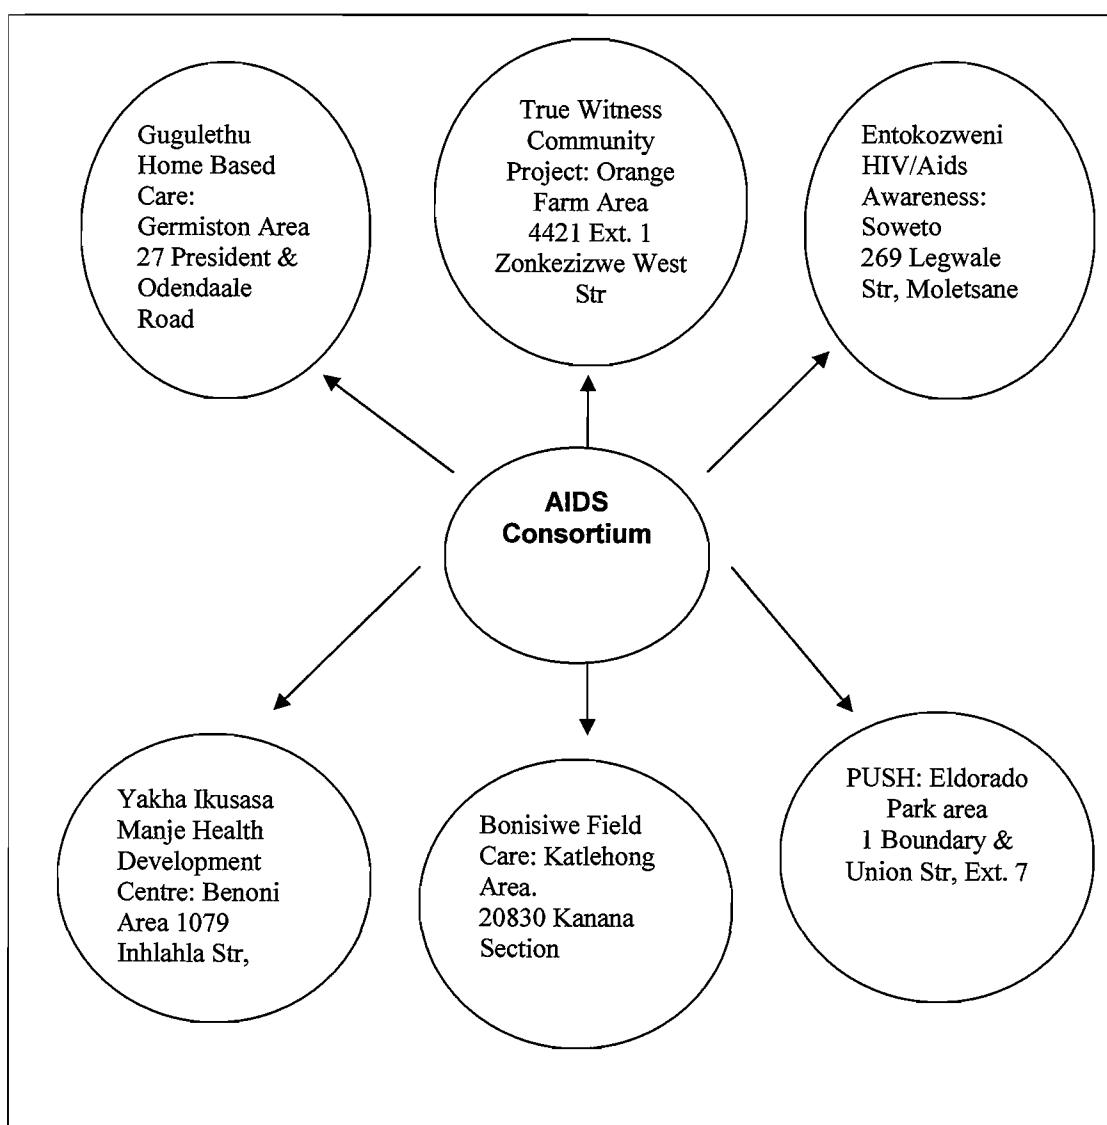 Gugulethu
Home Based
Care:
Germiston Area
27 President &
Odendaale
Road
True Witness
Community
Project: Orange
Farm Area
4421 Ext. 1
Zonkezizwe West
Str
Entokozweni
HIV/Aids
Awareness:
Soweto
269 Legwale
Str, Moletsane
AIDS
Consortium
Yakha Ikusasa
Manje Health
Development
Centre: Benoni
Area 1079
Inhlahla Str,
Bonisiwe Field
Care: Katlehong
Area.
20830 Kanana
Section
PUSH: Eldorado
Park area
1 Boundary &
Union Str, Ext. 7